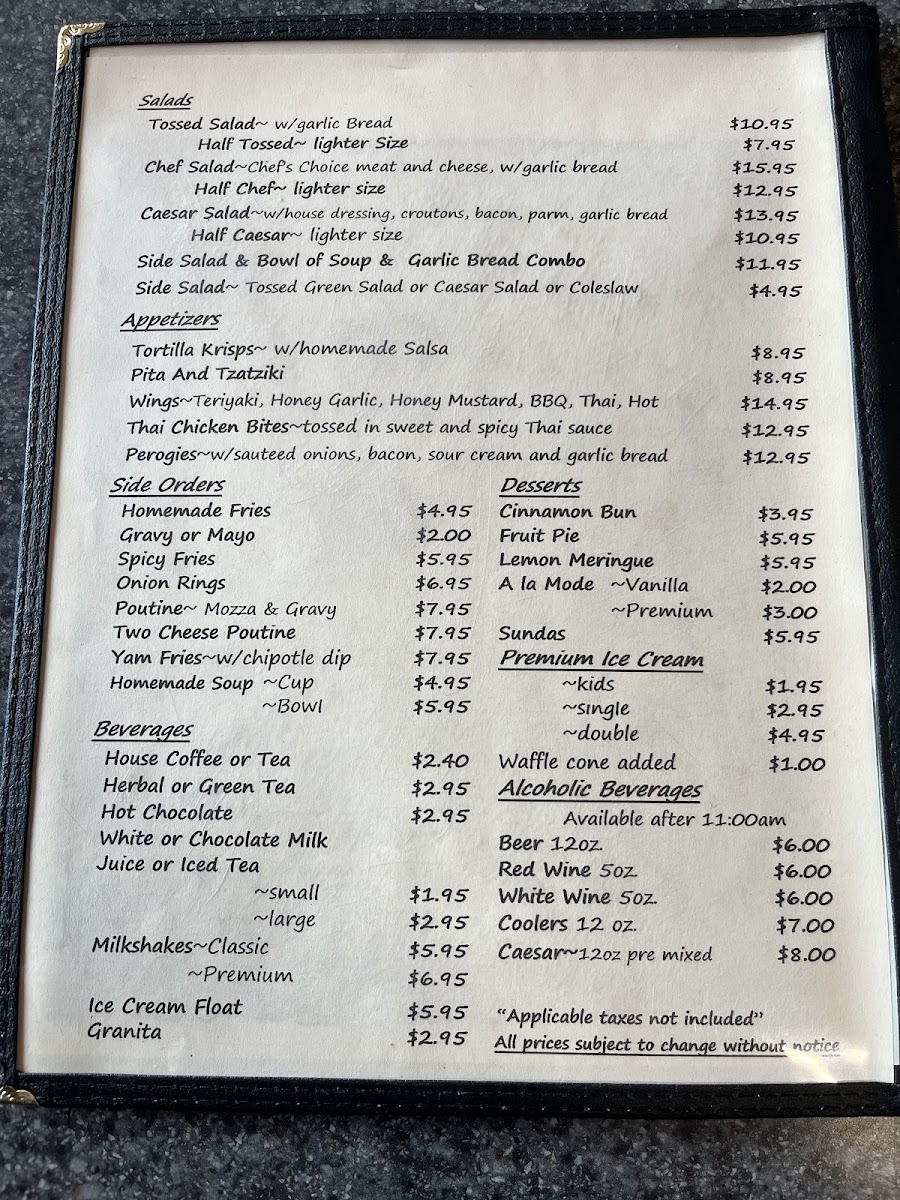 Salads
Tossed Salad~ w/garlic Bread $10.95
Half Tossed~ lighter Size $7.95
Chef Salad~Chef's Choice meat and cheese, w/garlic bread $15.95
Half Chef~ lighter size $12.95
Caesar Salad~w/house dressing, croutons, bacon, parm, garlic bread $13.95
Half Caesar~ lighter size $10.95
Side Salad & Bowl of Soup & Garlic Bread Combo $11.95
Side Salad~ Tossed Green Salad or Caesar Salad or Coleslaw $4.95
Appetizers
Tortilla Krisps~ w/homemade Salsa $8.95
Pita And Tzatziki $8.95
Wings~Teriyaki, Honey Garlic, Honey Mustard, BBQ, Thai, Hot $14.95
Thai Chicken Bites~tossed in sweet and spicy Thai sauce $12.95
Perogies~w/sauteed onions, bacon, sour cream and garlic bread $12.95
Side Orders
Homemade Fries $4.95
Gravy or Mayo $2.00
Spicy Fries $5.95
Onion Rings $6.95
Poutine~ Mozza & Gravy $7.95
Two Cheese Poutine $7.95
Yam Fries~w/chipotle dip $7.95
Homemade Soup ~Cup $4.95
~Bowl $5.95
Beverages
House Coffee or Tea $2.40
Herbal or Green Tea $2.95
Hot Chocolate $2.95
White or Chocolate Milk
Juice or Iced Tea
~small $1.95
~large $2.95
Milkshakes~Classic $5.95
~Premium $6.95
Ice Cream Float $5.95
Granita $2.95
Desserts
Cinnamon Bun $3.95
Fruit Pie $5.95
Lemon Meringue $5.95
A la Mode ~Vanilla $2.00
~Premium $3.00
Sundas $5.95
Premium Ice Cream
~kids $1.95
~single $2.95
~double $4.95
Waffle cone added $1.00
Alcoholic Beverages
Available after 11:00am
Beer 12oz. $6.00
Red Wine 5oz. $6.00
White Wine 5oz. $6.00
Coolers 12 oz. $7.00
Caesar~12oz pre mixed $8.00
"Applicable taxes not included"
All prices subject to change without notice